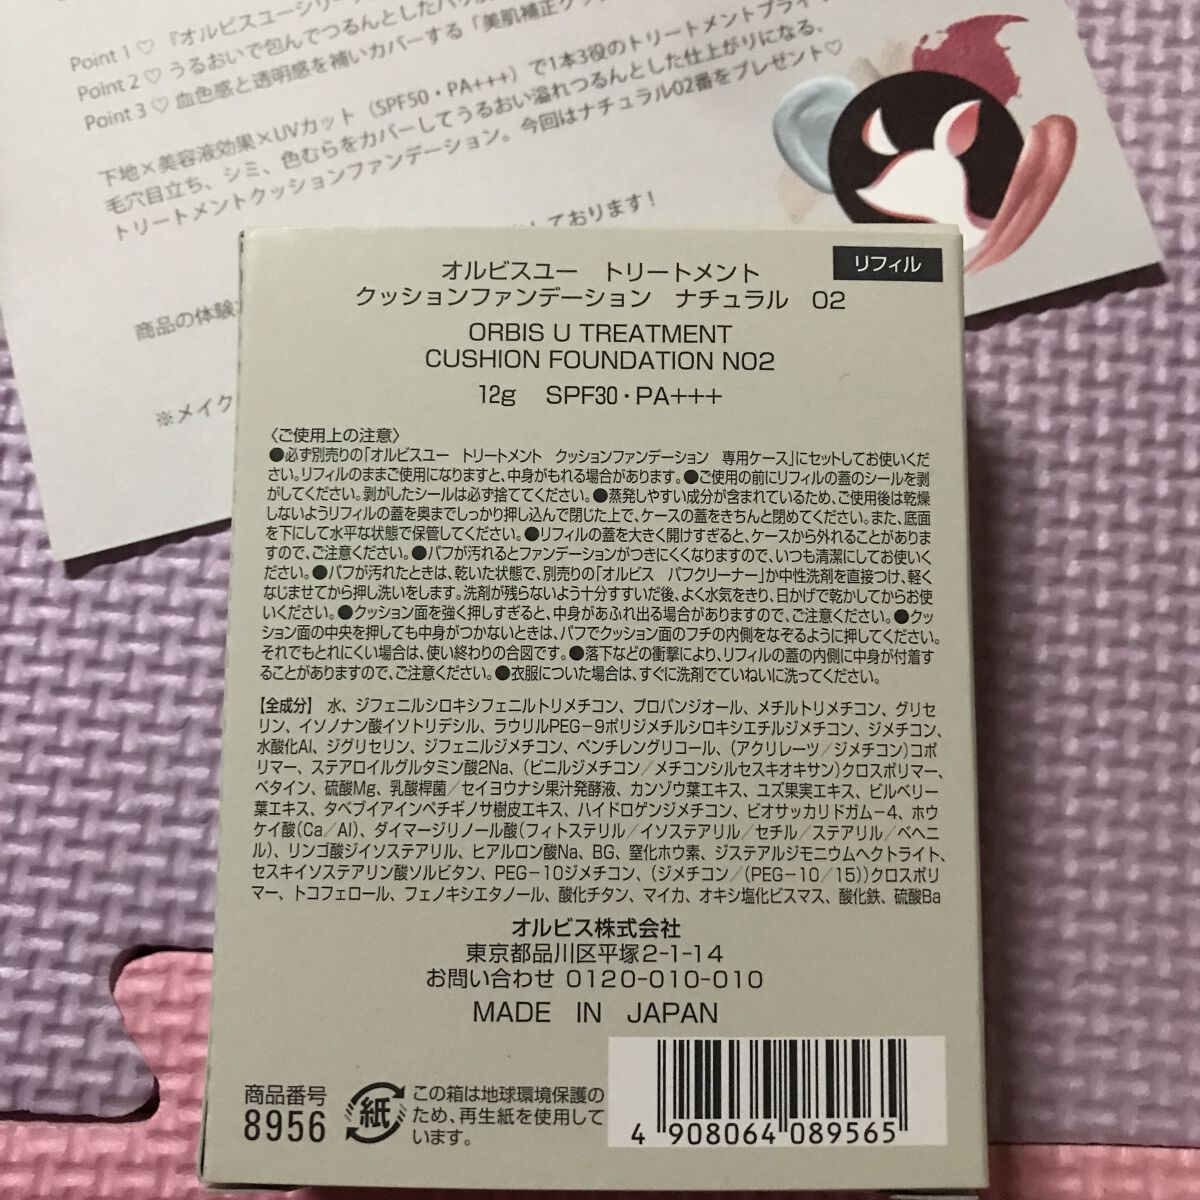 Point 1 ♡ 『オルビスユーシリー
Point 2 ♡ うるおいで包んでつるんとした
Point 3 ♡ 血色感と透明感を補いカバーする「美肌補正
下地×美容液効果×UVカット（SPF50・PA+++）で1本3役のトリートメントプライ
毛穴目立ち、シミ、色むらをカバーしてうるおい溢れつるんとした仕上がりになる、
トリートメントクッションファンデーション。今回はナチュラル02番をプレゼント♡
しております！
商品の体験
※メイク
リフィル
オルビスユー トリートメント
クッションファンデーション ナチュラル 02
ORBIS U TREATMENT
CUSHION FOUNDATION N02
12g SPF30・PA+++
〈ご使用上の注意〉
●必ず別売りの「オルビスユー トリートメント クッションファンデーション 専用ケース」にセットしてお使いくだ
さい。リフィルのままご使用になりますと、中身がもれる場合があります。●ご使用の前にリフィルの蓋のシールを剥
がしてください。剥がしたシールは必ず捨ててください。●蒸発しやすい成分が含まれているため、ご使用後は乾燥
しないようリフィルの蓋を奥までしっかり押し込んで閉じた上で、ケースの蓋をきちんと閉めてください。また、底面
を下にして水平な状態で保管してください。●リフィルの蓋を大きく開けすぎると、ケースから外れることがありま
すので、ご注意ください。●パフが汚れるとファンデーションがつきにくくなりますので、いつも清潔にしてお使いく
ださい。●パフが汚れたときは、乾いた状態で、別売りの「オルビス パフクリーナー」か中性洗剤を直接つけ、軽く
なじませてから押し洗いをします。洗剤が残らないよう十分すすいだ後、よく水気をきり、日かげで乾かしてからお使
いください。●クッション面を強く押しすぎると、中身があふれ出る場合がありますので、ご注意ください。●クッ
ション面の中央を押しても中身がつかないときは、パフでクッション面のフチの内側をなぞるように押してください。
それでもとれにくい場合は、使い終わりの合図です。●落下などの衝撃により、リフィルの蓋の内側に中身が付着す
ることがありますので、ご注意ください。●衣服についた場合は、すぐに洗剤でていねいに洗ってください。
【全成分】 水、ジフェニルシロキシフェニルトリメチコン、プロパンジオール、メチルトリメチコン、グリセ
リン、イソノナン酸イソトリデシル、ラウリルPEG-9ポリジメチルシロキシエチルジメチコン、ジメチコン、
水酸化Al、ジグリセリン、ジフェニルジメチコン、ペンチレングリコール、（アクリレーツ／ジメチコン）コポ
リマー、ステアロイルグルタミン酸2Na、（ビニルジメチコン／メチコンシルセスキオキサン）クロスポリマー、
ベタイン、硫酸Mg、乳酸桿菌／セイヨウナシ果汁発酵液、カンゾウ葉エキス、ユズ果実エキス、ビルベリー
葉エキス、タベブイアインペチギノサ樹皮エキス、ハイドロゲンジメチコン、ビオサッカリドガム-4、ホウ
ケイ酸（Ca／Al）、ダイマージリノール酸（フィトステリル／イソステアリル／セチル／ステアリル／ベヘニ
ル）、リンゴ酸ジイソステアリル、ヒアルロン酸Na、BG、窒化ホウ素、ジステアルジモニウムヘクトライト、
セスキイソステアリン酸ソルビタン、PEG-10ジメチコン、（ジメチコン／（PEG-10／15））クロスポリ
マー、トコフェロール、フェノキシエタノール、酸化チタン、マイカ、オキシ塩化ビスマス、酸化鉄、硫酸Ba
オルビス株式会社
東京都品川区平塚2-1-14
お問い合わせ 0120-010-010
MADE IN JAPAN
商品番号
8956
紙
この箱は地球環境保護の
ため、再生紙を使用して
います。
4 908064 089565